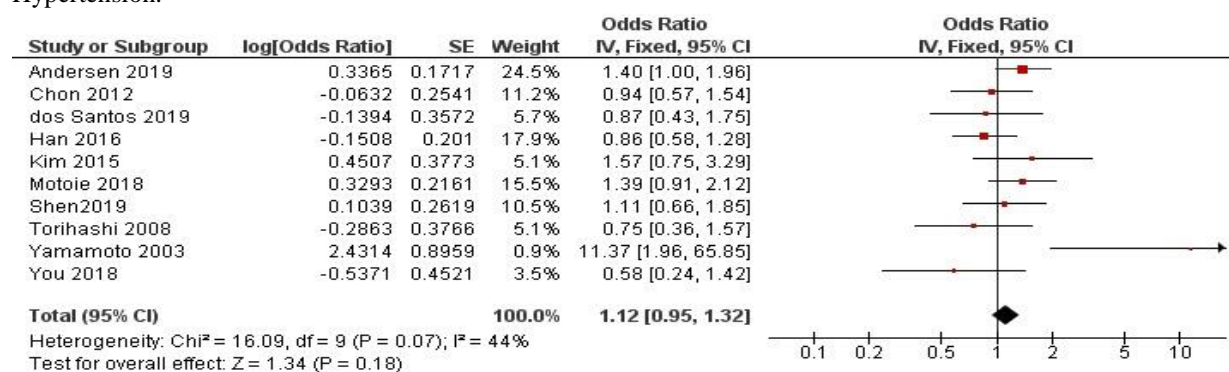 Hypertension.
Odds Ratio Odds Ratio
Study or Subgroup log[Odds Ratio] SE Weight IV, Fixed, 95% CI IV, Fixed, 95% CI
Andersen 2019 0.3365 0.1717 24.5% 1.40 [1.00, 1.96]
Chon 2012 -0.0632 0.2541 11.2% 0.94 [0.57, 1.54]
dos Santos 2019 -0.1394 0.3572 5.7% 0.87 [0.43, 1.75]
Han 2016 -0.1508 0.201 17.9% 0.86 [0.58, 1.28]
Kim 2015 0.4507 0.3773 5.1% 1.57 [0.75, 3.29]
Motoie 2018 0.3293 0.2161 15.5% 1.39 [0.91, 2.12]
Shen2019 0.1039 0.2619 10.5% 1.11 [0.66, 1.85]
Torihashi 2008 -0.2863 0.3766 5.1% 0.75 [0.36, 1.57]
Yamamoto 2003 2.4314 0.8959 0.9% 11.37 [1.96, 65.85]
You 2018 -0.5371 0.4521 3.5% 0.58 [0.24, 1.42]
Total (95% CI) 100.0% 1.12 [0.95, 1.32]
Heterogeneity: Chi² = 16.09, df = 9 (P = 0.07); I² = 44%
Test for overall effect: Z = 1.34 (P = 0.18)
0.1 0.2 0.5 1 2 5 10